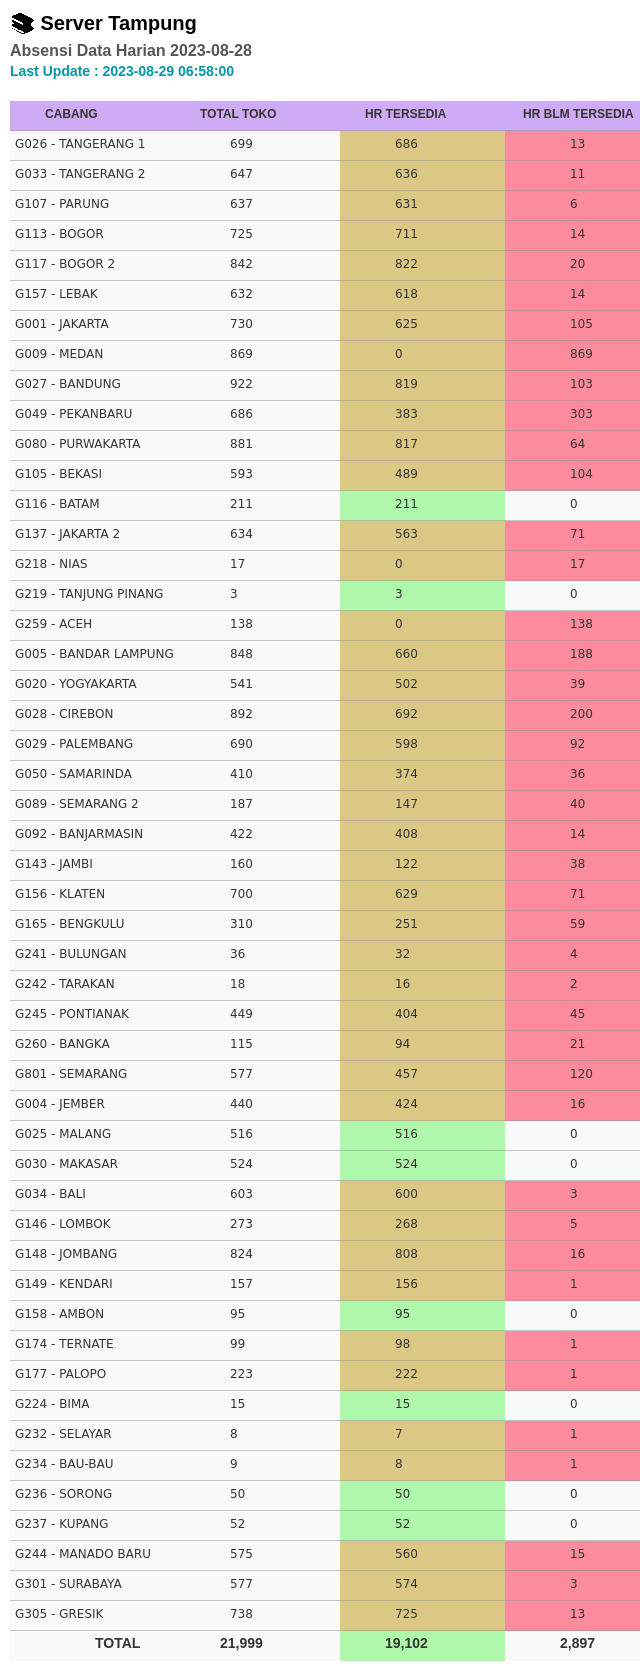 Server Tampung
Absensi Data Harian 2023-08-28
Last Update : 2023-08-29 06:58:00
CABANG TOTAL TOKO HR TERSEDIA HR BLM TERSEDIA
G026 - TANGERANG 1 699 686 13
G033 - TANGERANG 2 647 636 11
G107 - PARUNG 637 631 6
G113 - BOGOR 725 711 14
G117 - BOGOR 2 842 822 20
G157 - LEBAK 632 618 14
G001 - JAKARTA 730 625 105
G009 - MEDAN 869 0 869
G027 - BANDUNG 922 819 103
G049 - PEKANBARU 686 383 303
G080 - PURWAKARTA 881 817 64
G105 - BEKASI 593 489 104
G116 - BATAM 211 211 0
G137 - JAKARTA 2 634 563 71
G218 - NIAS 17 0 17
G219 - TANJUNG PINANG 3 3 0
G259 - ACEH 138 0 138
G005 - BANDAR LAMPUNG 848 660 188
G020 - YOGYAKARTA 541 502 39
G028 - CIREBON 892 692 200
G029 - PALEMBANG 690 598 92
G050 - SAMARINDA 410 374 36
G089 - SEMARANG 2 187 147 40
G092 - BANJARMASIN 422 408 14
G143 - JAMBI 160 122 38
G156 - KLATEN 700 629 71
G165 - BENGKULU 310 251 59
G241 - BULUNGAN 36 32 4
G242 - TARAKAN 18 16 2
G245 - PONTIANAK 449 404 45
G260 - BANGKA 115 94 21
G801 - SEMARANG 577 457 120
G004 - JEMBER 440 424 16
G025 - MALANG 516 516 0
G030 - MAKASAR 524 524 0
G034 - BALI 603 600 3
G146 - LOMBOK 273 268 5
G148 - JOMBANG 824 808 16
G149 - KENDARI 157 156 1
G158 - AMBON 95 95 0
G174 - TERNATE 99 98 1
G177 - PALOPO 223 222 1
G224 - BIMA 15 15 0
G232 - SELAYAR 8 7 1
G234 - BAU-BAU 9 8 1
G236 - SORONG 50 50 0
G237 - KUPANG 52 52 0
G244 - MANADO BARU 575 560 15
G301 - SURABAYA 577 574 3
G305 - GRESIK 738 725 13
TOTAL 21,999 19,102 2,897